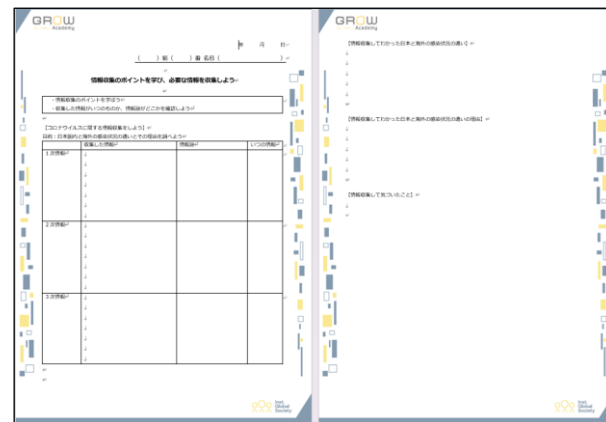 GROW
Academy
年　　月　　日
（　　）組（　　）番 名前（　　　　　　）
情報収集のポイントを学び、必要な情報を収集しよう
・情報収集のポイントを学ぼう
・収集した情報がいつのものか、情報源がどこかを確認しよう
【コロナウイルスに関する情報収集をしよう】
目的：日本国内と海外の感染状況の違いとその理由を調べよう
収集した情報　情報源　いつの情報
1次情報
2次情報
3次情報
Inst.
Global
Society
GROW
Academy
【情報収集してわかった日本と海外の感染状況の違い】
【情報収集してわかった日本と海外の感染状況の違いの理由】
【情報収集して気づいたこと】
Inst.
Global
Society